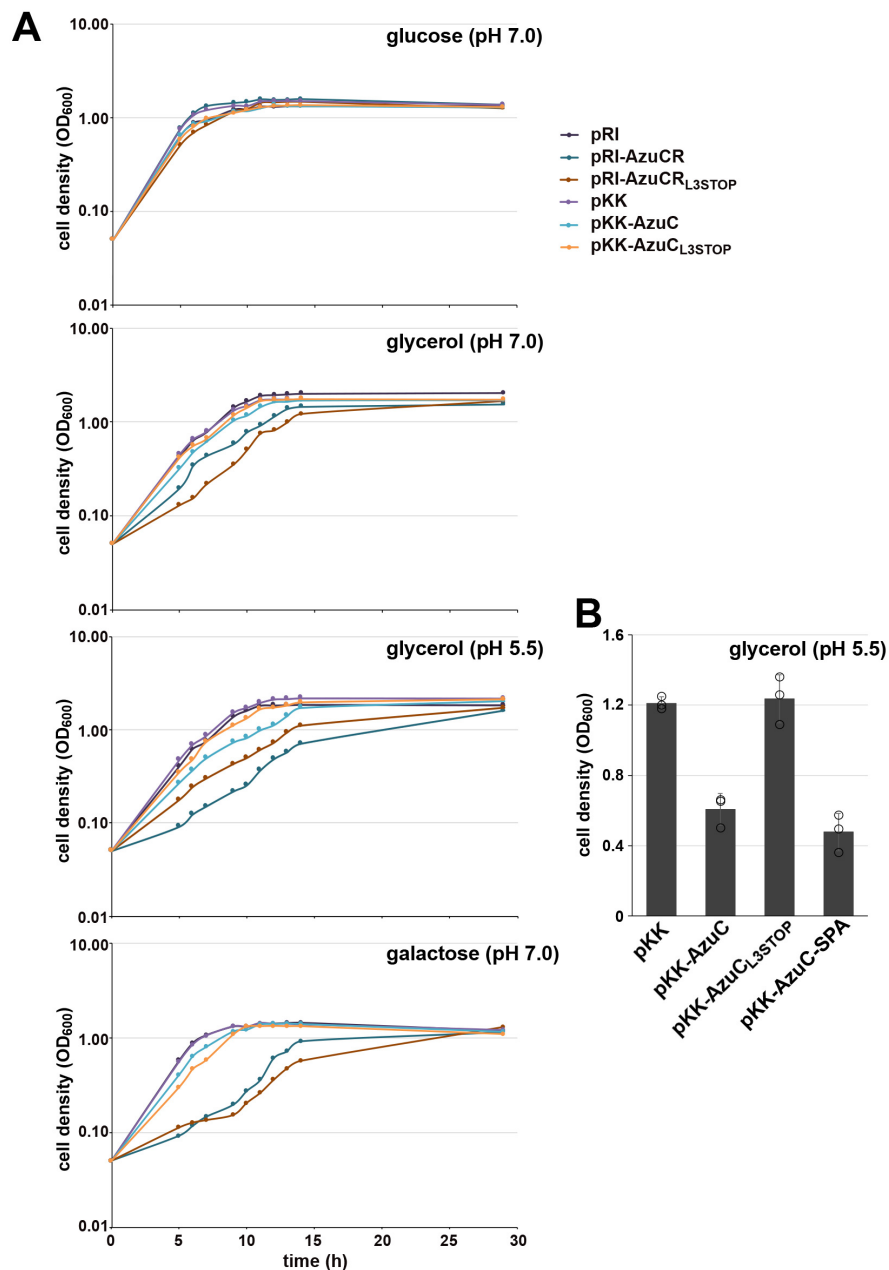 A
glucose (pH 7.0)
10.00
1.00
0.10
0.01
cell density (OD600)
pRI
pRI-AzuCR
pRI-AzuCRL3STOP
pKK
pKK-AzuC
pKK-AzuCL3STOP
glycerol (pH 7.0)
10.00
1.00
0.10
0.01
cell density (OD600)
glycerol (pH 5.5)
10.00
1.00
0.10
0.01
cell density (OD600)
galactose (pH 7.0)
10.00
1.00
0.10
0.01
cell density (OD600)
0 5 10 15 20 25 30
time (h)
B
glycerol (pH 5.5)
1.6
1.2
0.8
0.4
0
cell density (OD600)
pKK
pKK-AzuC
pKK-AzuCL3STOP
pKK-AzuC-SPA